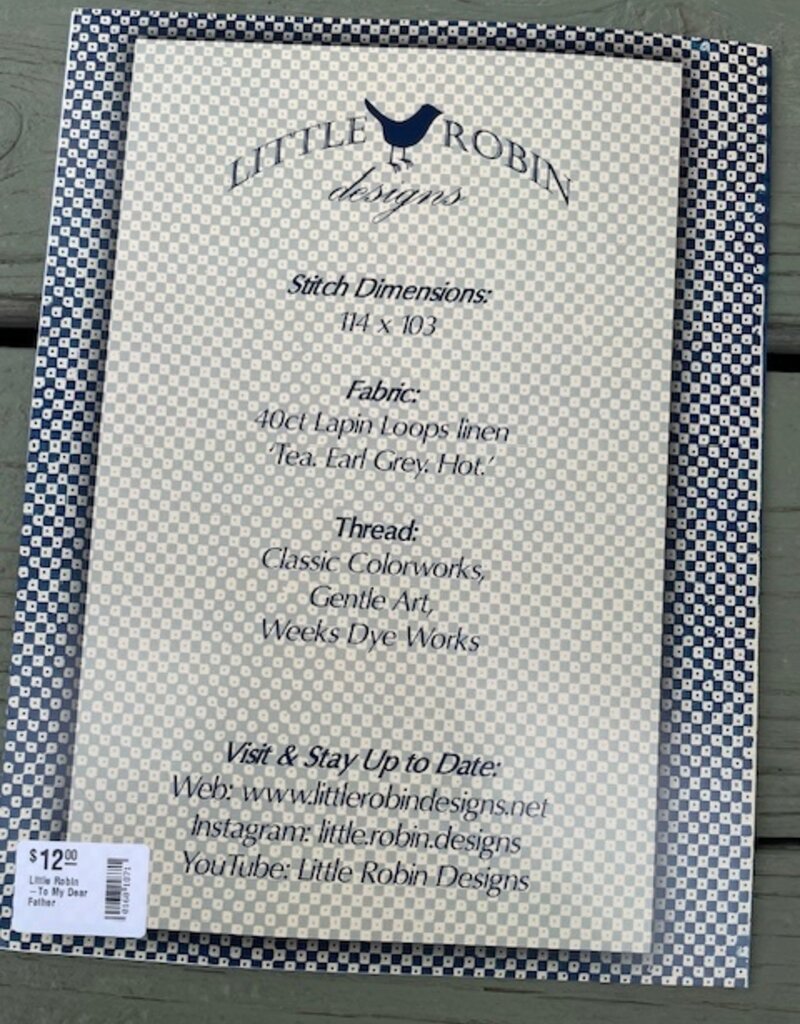 LITTLE ROBIN
designs
Stitch Dimensions:
114 x 103
Fabric:
40ct Lapin Loops linen
'Tea. Earl Grey. Hot.'
Thread:
Classic Colorworks,
Gentle Art,
Weeks Dye Works
Visit & Stay Up to Date:
Web: www.littlerobindesigns.net
Instagram: little.robin.designs
YouTube: Little Robin Designs
$12.00
Little Robin
—To My Dear
Father